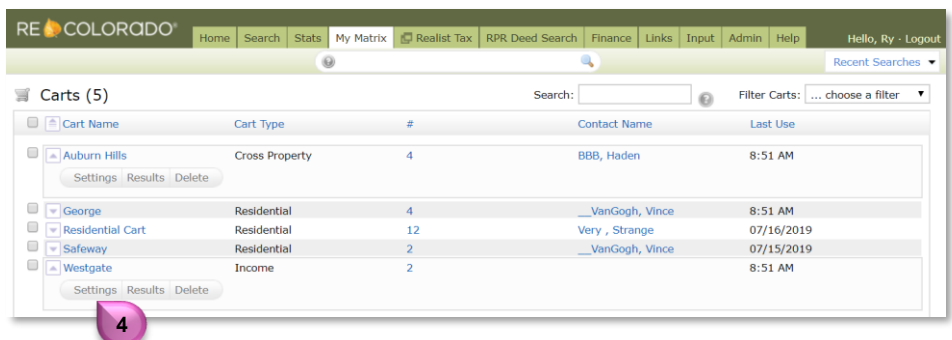 RE COLORADO®
Home Search Stats My Matrix Realist Tax RPR Deed Search Finance Links Input Admin Help Hello, Ry · Logout
Recent Searches
Carts (5) Search: Filter Carts: ... choose a filter
Cart Name Cart Type # Contact Name Last Use
Auburn Hills Cross Property 4 BBB, Haden 8:51 AM
Settings Results Delete
George Residential 4 __VanGogh, Vince 8:51 AM
Residential Cart Residential 12 Very , Strange 07/16/2019
Safeway Residential 2 __VanGogh, Vince 07/15/2019
Westgate Income 2 8:51 AM
Settings Results Delete
4